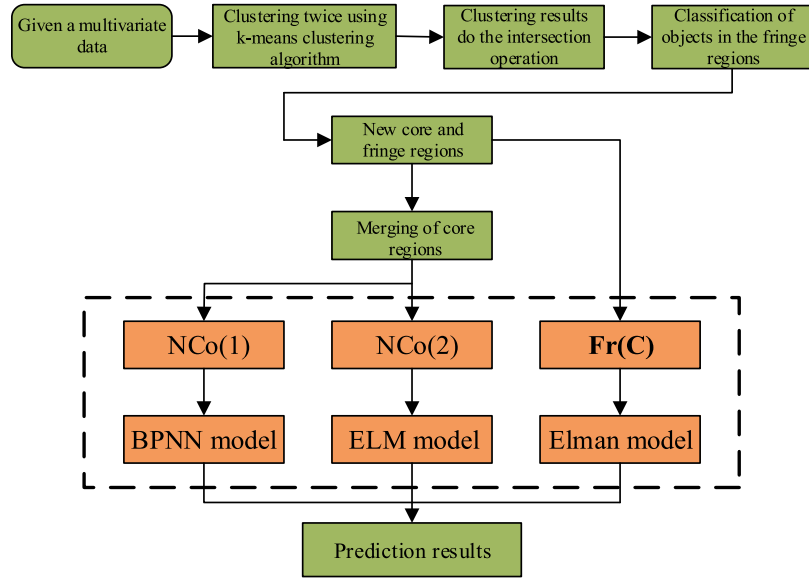 Given a multivariate
data
Clustering twice using
k-means clustering
algorithm
Clustering results
do the intersection
operation
Classification of
objects in the fringe
regions
New core and
fringe regions
Merging of core
regions
NCo(1)
NCo(2)
Fr(C)
BPNN model
ELM model
Elman model
Prediction results